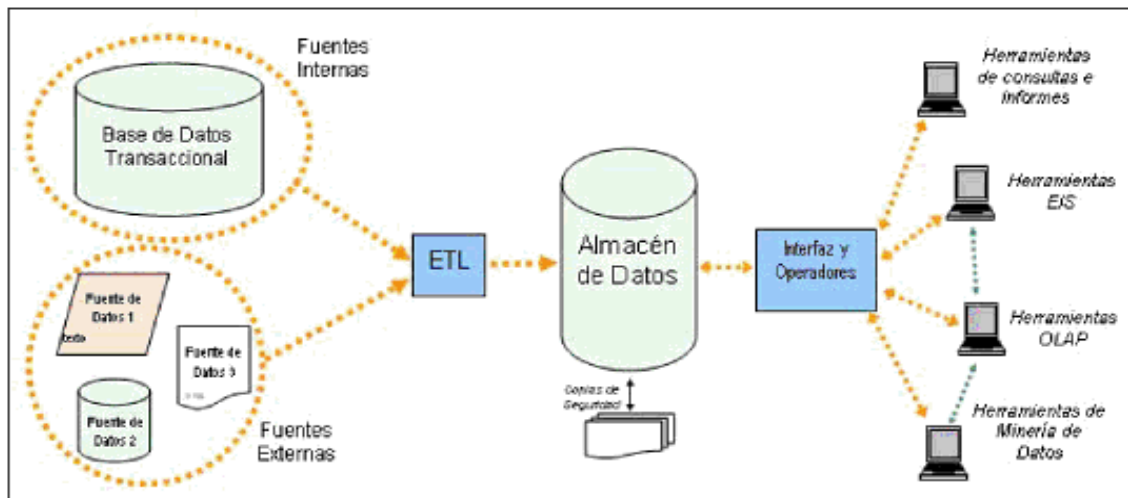 Fuentes
Internas
Base de Datos
Transaccional
Fuente de
Datos 1
texto
Fuente de
Datos 3
Fuente de
Datos 2
Fuentes
Externas
ETL
Almacén
de Datos
Copias de
Seguridad
Interfaz y
Operadores
Herramientas
de consultas e
informes
Herramientas
EIS
Herramientas
OLAP
Herramientas de
Minería de
Datos